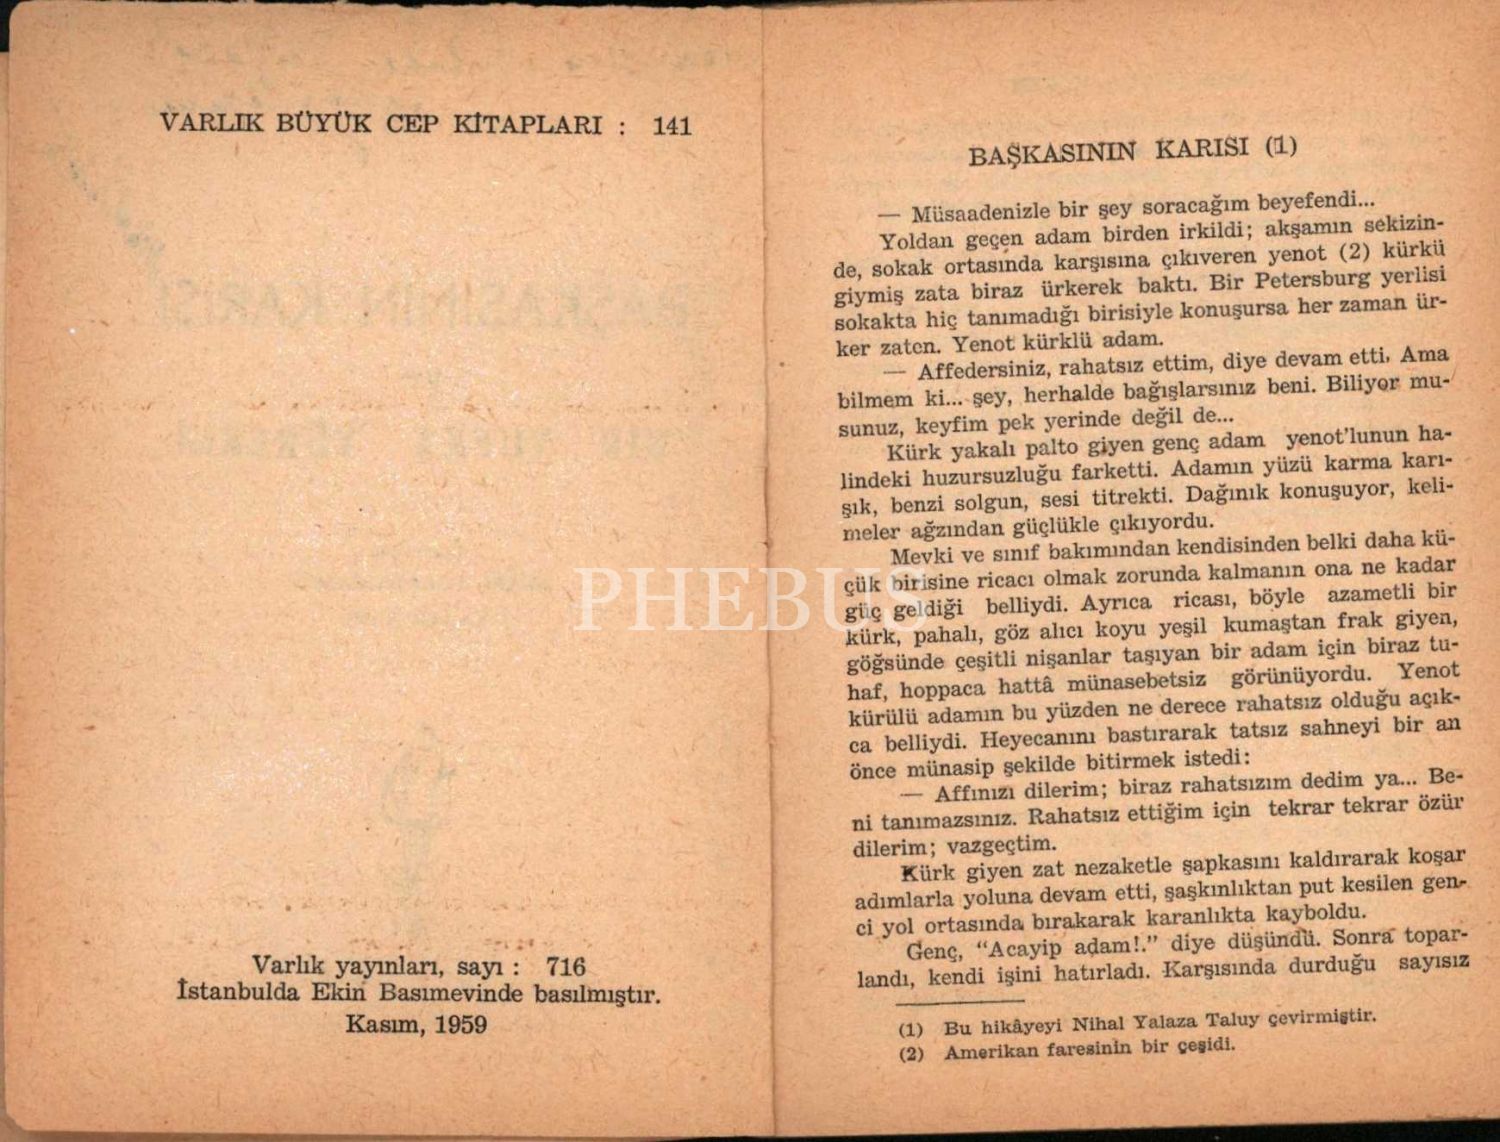 VARLIK BÜYÜK CEP KİTAPLARI : 141
Varlık yayınları, sayı : 716
İstanbulda Ekin Basımevinde basılmıştır.
Kasım, 1959
BAŞKASININ KARISI (1)
— Müsaadenizle bir şey soracağım beyefendi...
Yoldan geçen adam birden irkildi; akşamın sekizin-
de, sokak ortasında karşısına çıkıveren yenot (2) kürkü
giymiş zata biraz ürkerek baktı. Bir Petersburg yerlisi
sokakta hiç tanımadığı birisiyle konuşursa her zaman ür-
ker zaten. Yenot kürklü adam.
— Affedersiniz, rahatsız ettim, diye devam etti. Ama
bilmem ki... şey, herhalde bağışlarsınız beni. Biliyor mu-
sunuz, keyfim pek yerinde değil de...
Kürk yakalı palto giyen genç adam yenot'lunun ha-
lindeki huzursuzluğu farketti. Adamın yüzü karma karı-
şık, benzi solgun, sesi titrekti. Dağınık konuşuyor, keli-
meler ağzından güçlükle çıkıyordu.
Mevki ve sınıf bakımından kendisinden belki daha kü-
çük birisine ricacı olmak zorunda kalmanın ona ne kadar
güç geldiği belliydi. Ayrıca ricası, böyle azametli bir
kürk, pahalı, göz alıcı koyu yeşil kumaştan frak giyen,
göğsünde çeşitli nişanlar taşıyan bir adam için biraz tu-
haf, hoppaca hattâ münasebetsiz görünüyordu. Yenot
kürülü adamın bu yüzden ne derece rahatsız olduğu açık-
ca belliydi. Heyecanını bastırarak tatsız sahneyi bir an
önce münasip şekilde bitirmek istedi:
— Affınızı dilerim; biraz rahatsızım dedim ya... Be-
ni tanımazsınız. Rahatsız ettiğim için tekrar tekrar özür
dilerim; vazgeçtim.
Kürk giyen zat nezaketle şapkasını kaldırarak koşar
adımlarla yoluna devam etti, şaşkınlıktan put kesilen gen-
ci yol ortasında bırakarak karanlıkta kayboldu.
Genç, "Acayip adam!." diye düşündü. Sonra topar-
landı, kendi işini hatırladı. Karşısında durduğu sayısız
(1) Bu hikâyeyi Nihal Yalaza Taluy çevirmiştir.
(2) Amerikan faresinin bir çeşidi.
PHEBUS